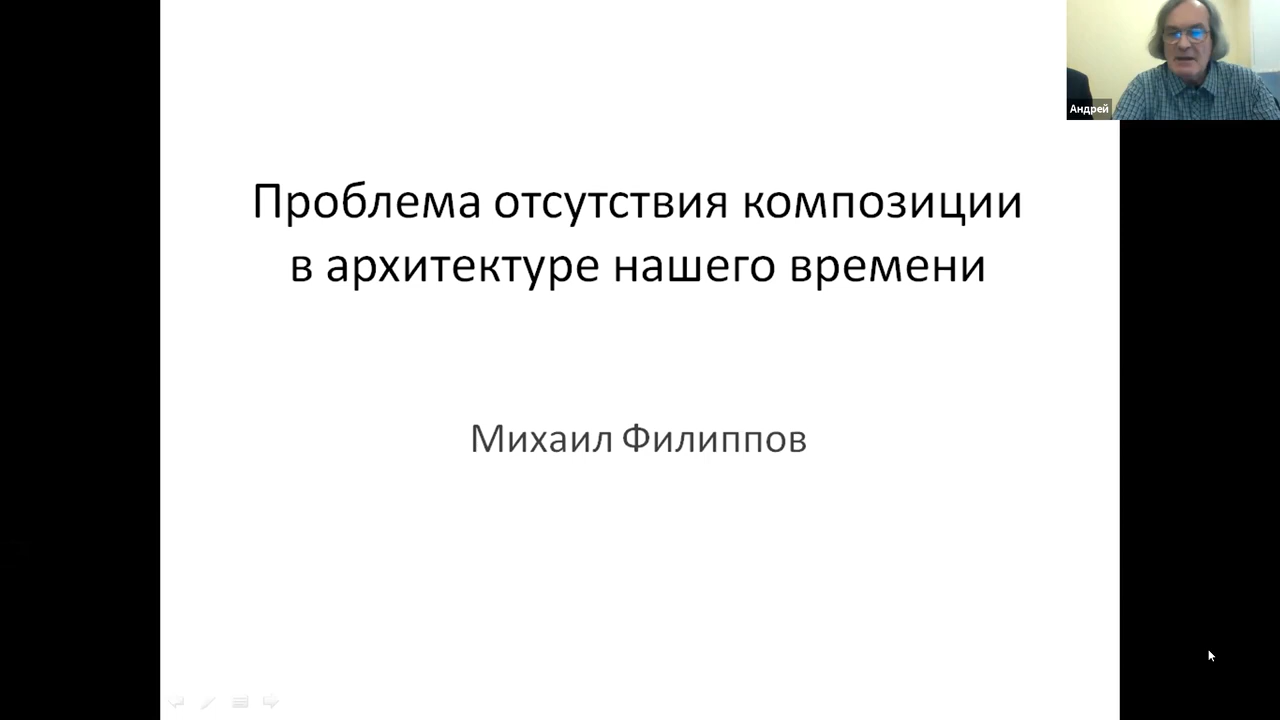 Андрей
Проблема отсутствия композиции
в архитектуре нашего времени
Михаил Филиппов